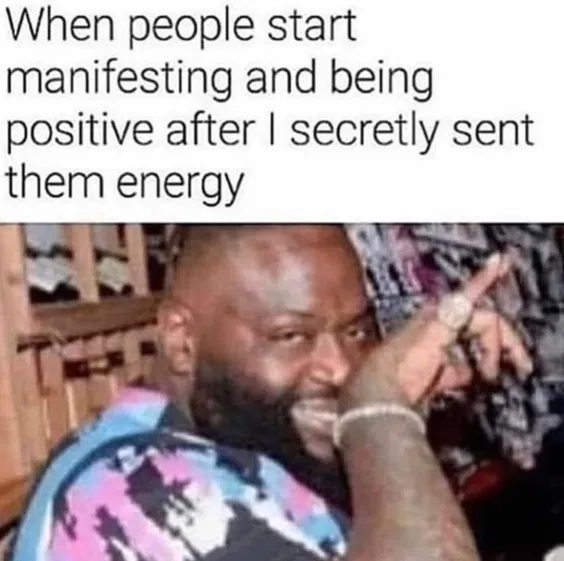 When people start
manifesting and being
positive after I secretly sent
them energy